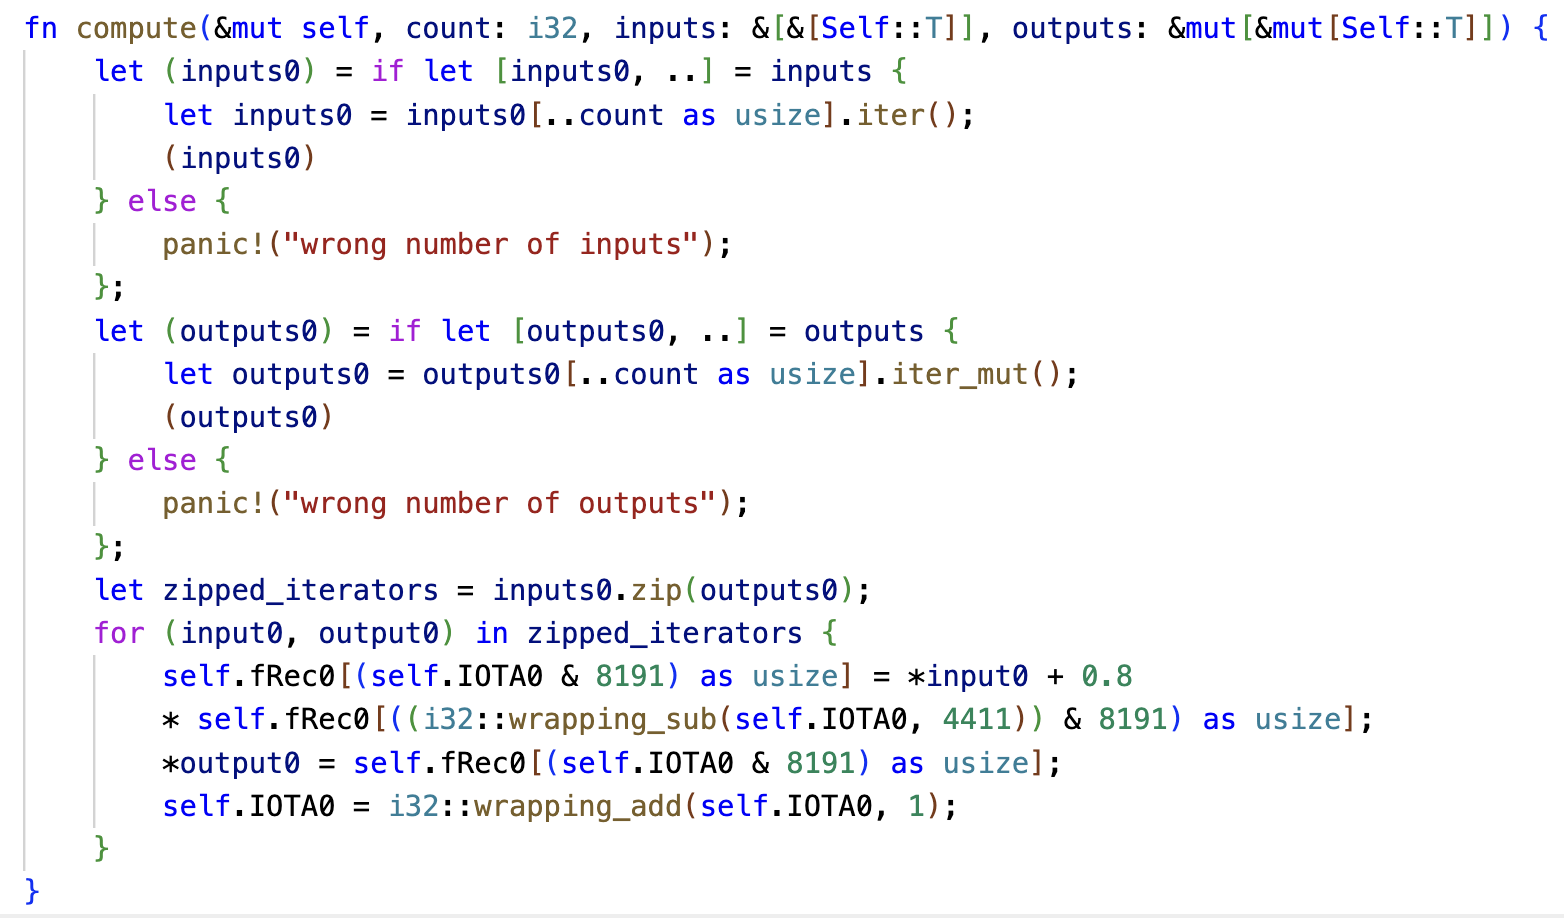 fn compute(&mut self, count: i32, inputs: &[&[Self::T]], outputs: &mut[&mut[Self::T]]) {
    let (inputs0) = if let [inputs0, ..] = inputs {
        let inputs0 = inputs0[..count as usize].iter();
        (inputs0)
    } else {
        panic!("wrong number of inputs");
    };
    let (outputs0) = if let [outputs0, ..] = outputs {
        let outputs0 = outputs0[..count as usize].iter_mut();
        (outputs0)
    } else {
        panic!("wrong number of outputs");
    };
    let zipped_iterators = inputs0.zip(outputs0);
    for (input0, output0) in zipped_iterators {
        self.fRec0[(self.IOTA0 & 8191) as usize] = *input0 + 0.8
        * self.fRec0[((i32::wrapping_sub(self.IOTA0, 4411)) & 8191) as usize];
        *output0 = self.fRec0[(self.IOTA0 & 8191) as usize];
        self.IOTA0 = i32::wrapping_add(self.IOTA0, 1);
    }
}